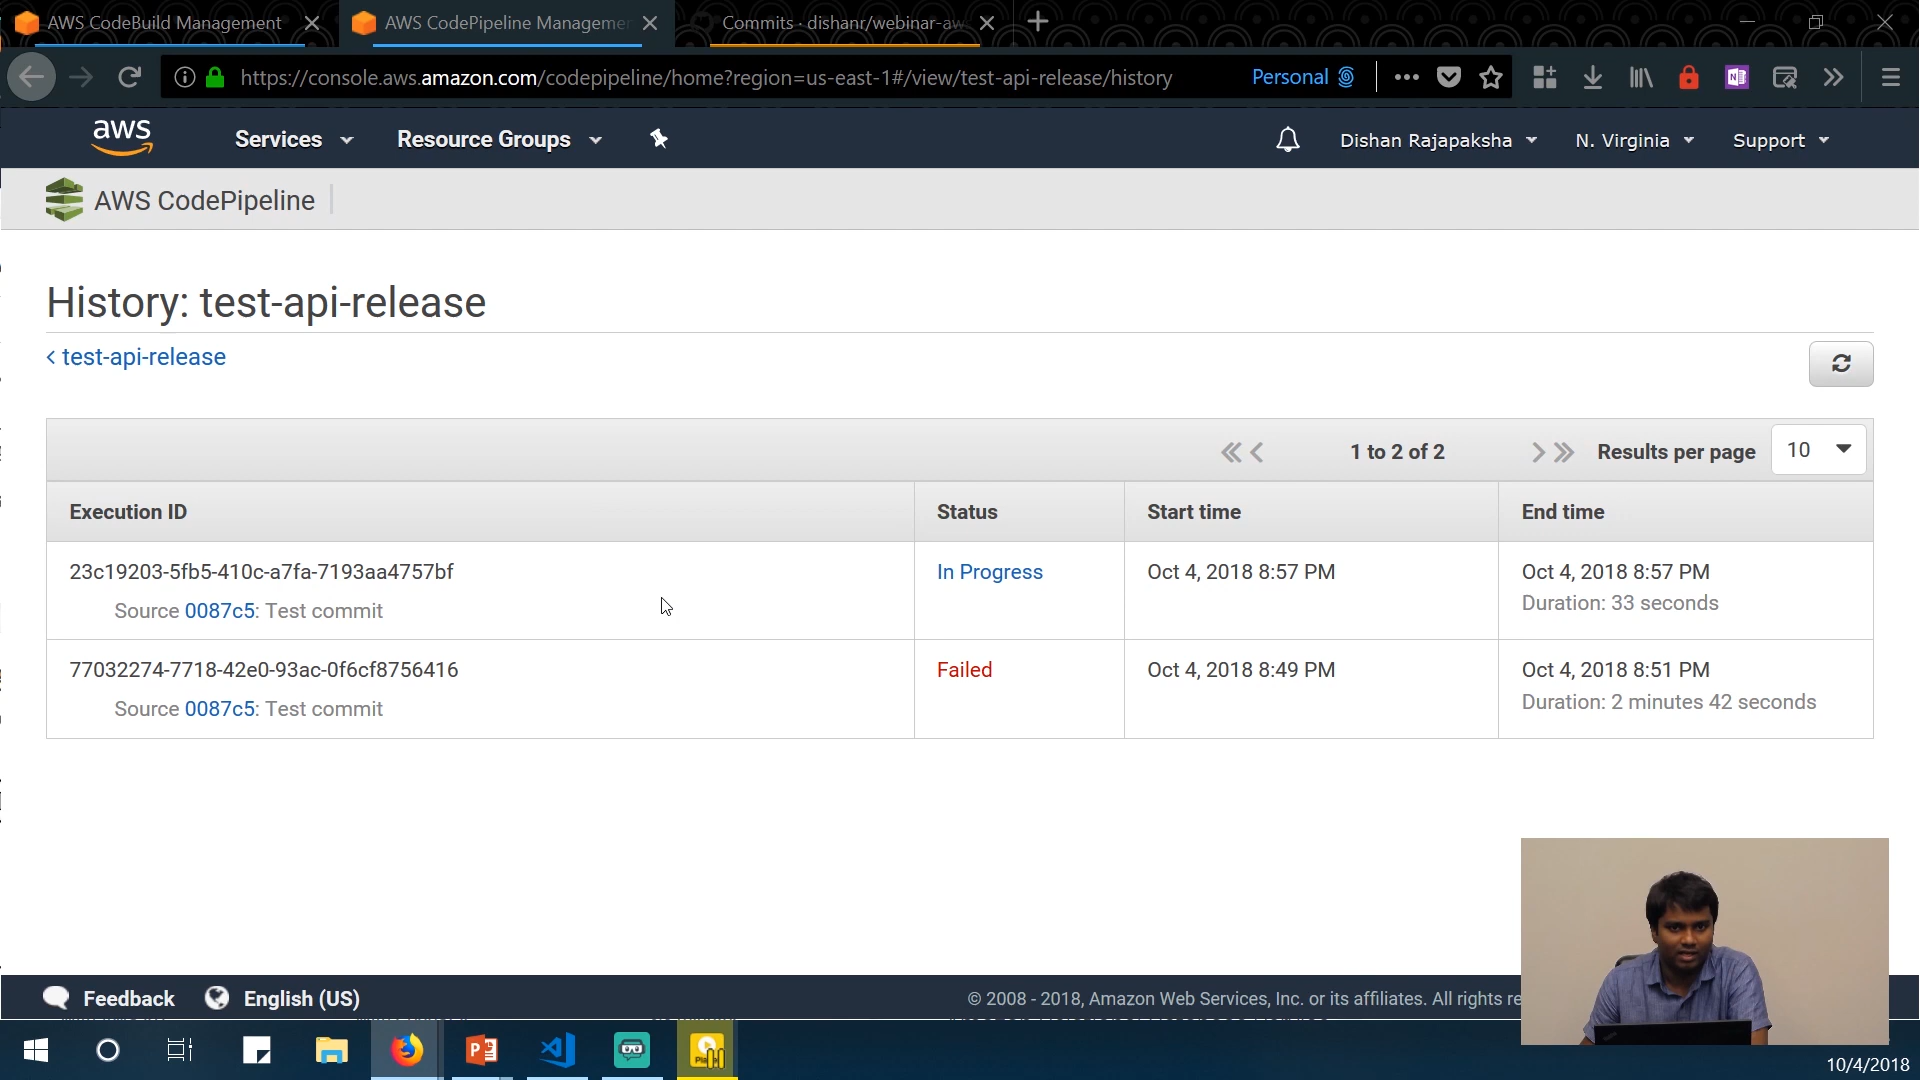 AWS CodeBuild Management
AWS CodePipeline Manageme
Commits · dishanr/webinar-aw
https://console.aws.amazon.com/codepipeline/home?region=us-east-1#/view/test-api-release/history
Personal
aws
Services
Resource Groups
Dishan Rajapaksha
N. Virginia
Support
AWS CodePipeline
History: test-api-release
< test-api-release
1 to 2 of 2
Results per page
10
Execution ID
Status
Start time
End time
23c19203-5fb5-410c-a7fa-7193aa4757bf
In Progress
Oct 4, 2018 8:57 PM
Oct 4, 2018 8:57 PM
Source 0087c5: Test commit
Duration: 33 seconds
77032274-7718-42e0-93ac-0f6cf8756416
Failed
Oct 4, 2018 8:49 PM
Oct 4, 2018 8:51 PM
Source 0087c5: Test commit
Duration: 2 minutes 42 seconds
Feedback
English (US)
© 2008 - 2018, Amazon Web Services, Inc. or its affiliates. All rights re
10/4/2018